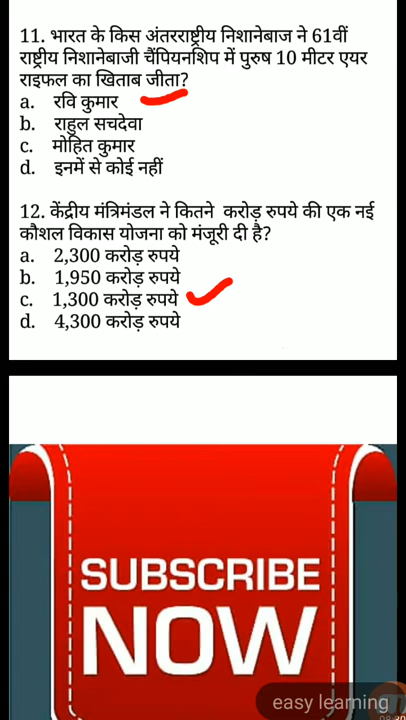 11. भारत के किस अंतरराष्ट्रीय निशानेबाज ने 61वीं
राष्ट्रीय निशानेबाजी चैंपियनशिप में पुरुष 10 मीटर एयर
राइफल का खिताब जीता?
a. रवि कुमार
b. राहुल सचदेवा
c. मोहित कुमार
d. इनमें से कोई नहीं
12. केंद्रीय मंत्रिमंडल ने कितने करोड़ रुपये की एक नई
कौशल विकास योजना को मंजूरी दी है?
a. 2,300 करोड़ रुपये
b. 1,950 करोड़ रुपये
c. 1,300 करोड़ रुपये
d. 4,300 करोड़ रुपये
SUBSCRIBE
NOW
easy learning